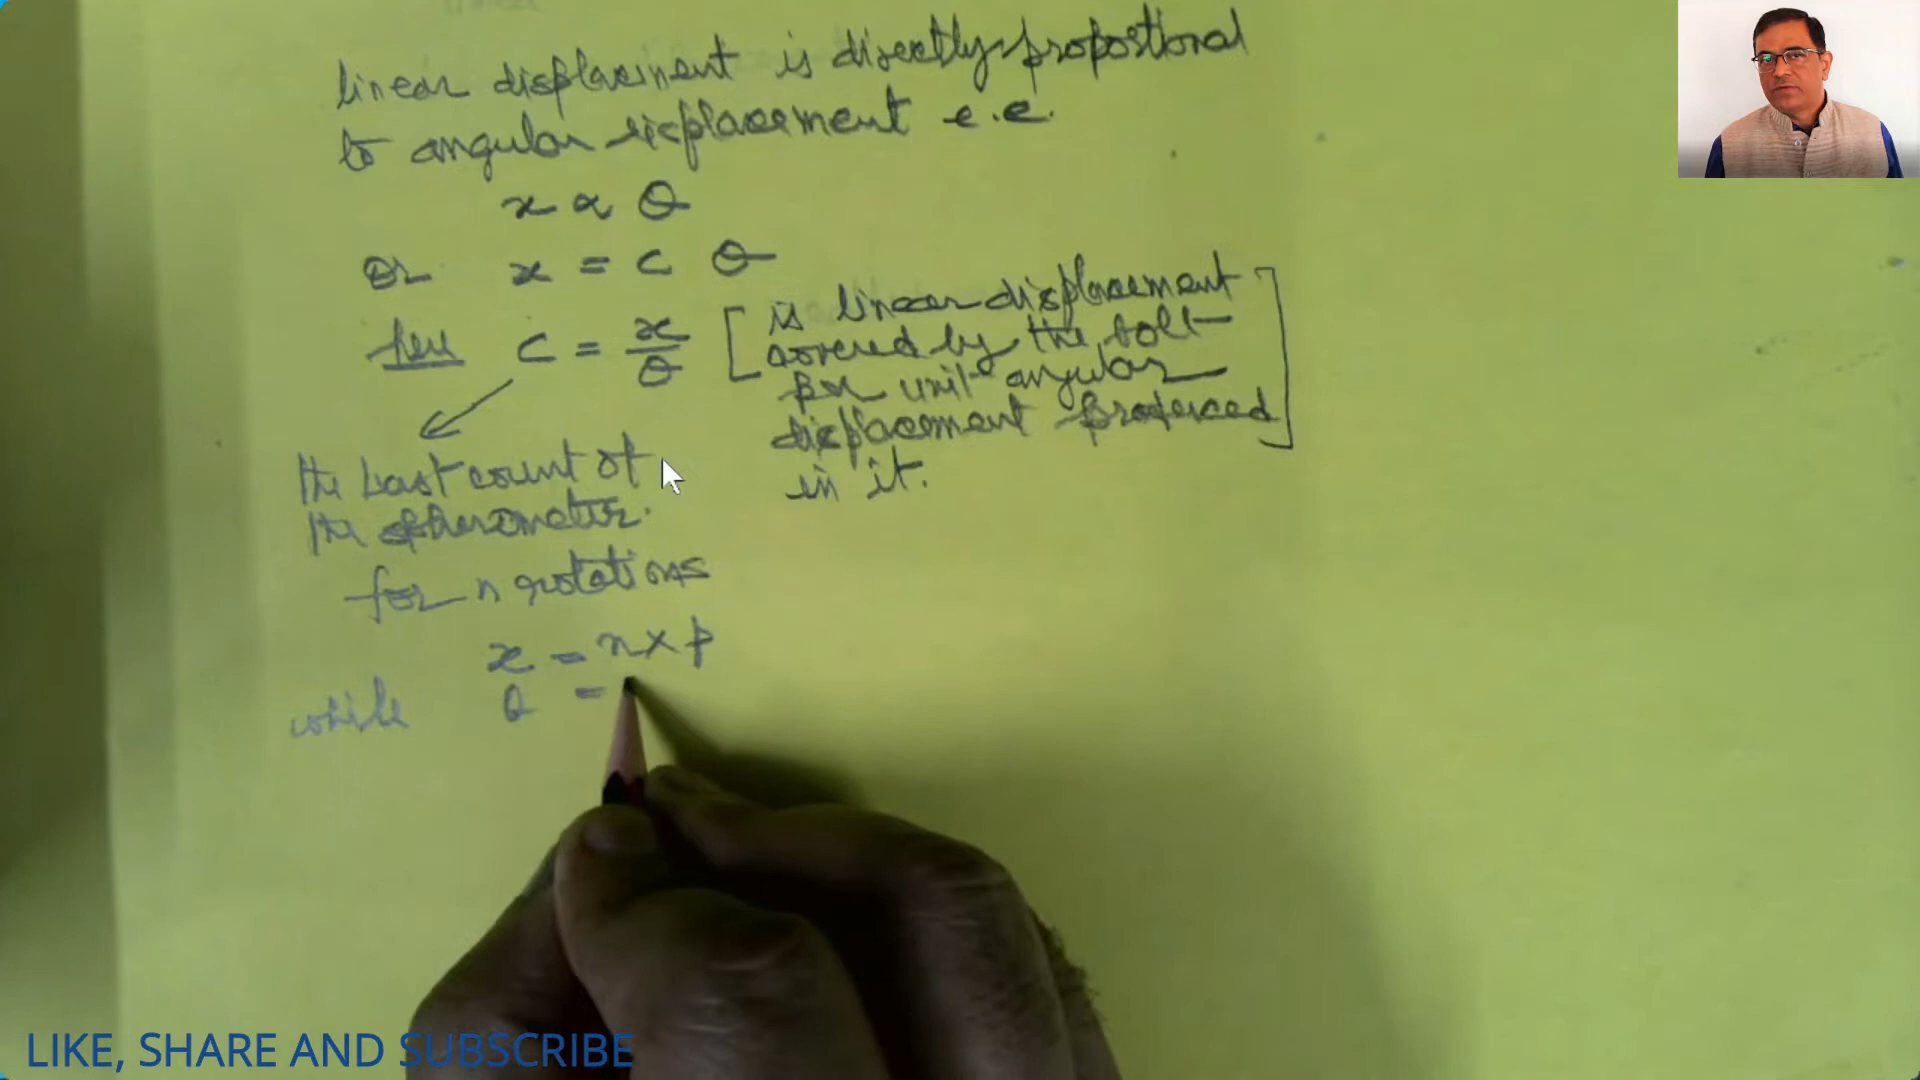 linear displacement is directly proportional
to angular displacement e.e.
x ∝ θ
or x = c θ
here c = x/θ [is linear displacement
covered by the bolt
per unit angular
displacement produced
in it.]
the least count of
the spherometer.
for n rotations
x = n × p
while θ =
LIKE, SHARE AND SUBSCRIBE